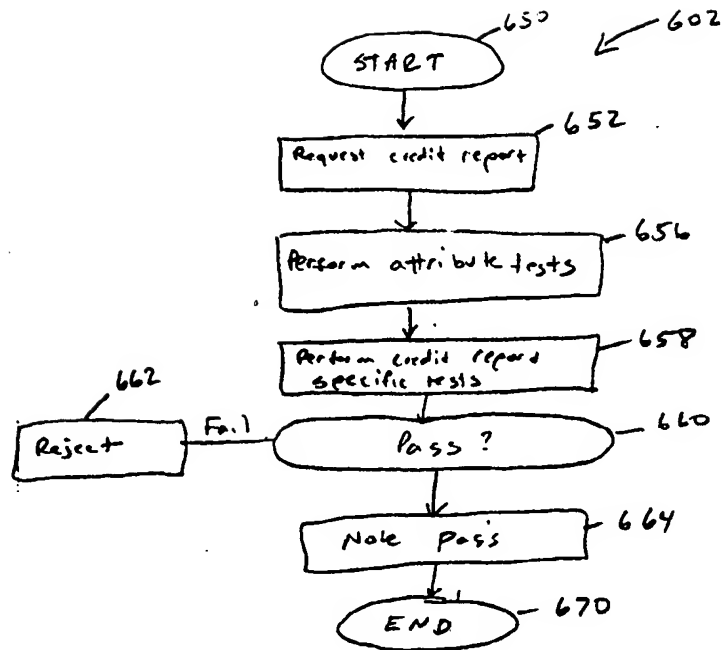 650
602
START
652
Request credit report
656
Perform attribute tests
658
Perform credit report
specific tests
662
Reject
Fail
Pass ?
660
Note Pass
664
END
670